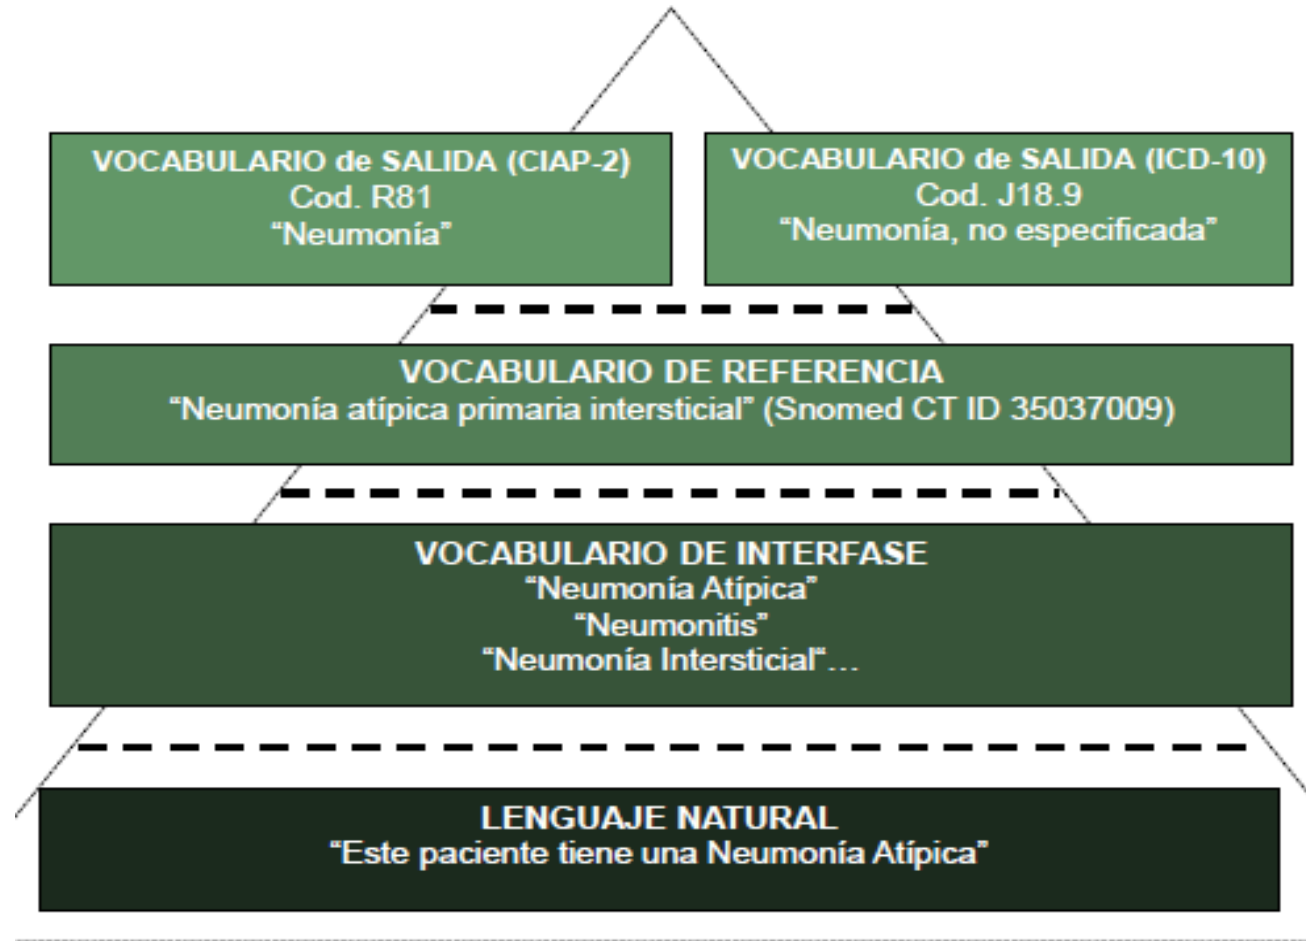 VOCABULARIO de SALIDA (CIAP-2)
Cod. R81
“Neumonía”
VOCABULARIO de SALIDA (ICD-10)
Cod. J18.9
“Neumonía, no especificada”
VOCABULARIO DE REFERENCIA
“Neumonía atípica primaria intersticial” (Snomed CT ID 35037009)
VOCABULARIO DE INTERFASE
“Neumonía Atípica”
“Neumonitis”
“Neumonía Intersticial“…
LENGUAJE NATURAL
“Este paciente tiene una Neumonía Atípica”